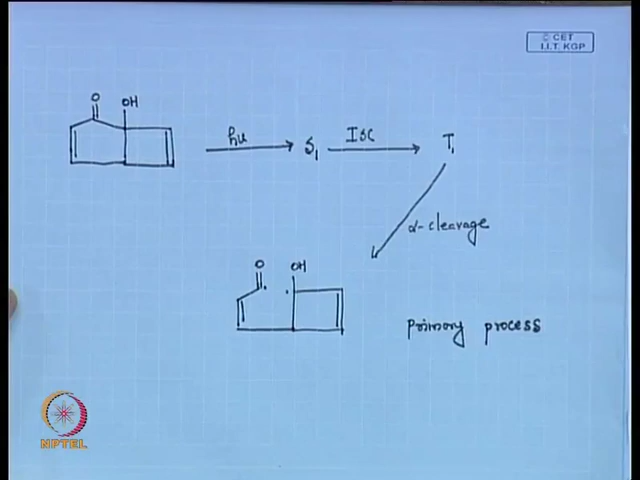 © CET
I.I.T. KGP
O OH
hν S1 ISC T1
α-cleavage
O OH
Primary process
NPTEL